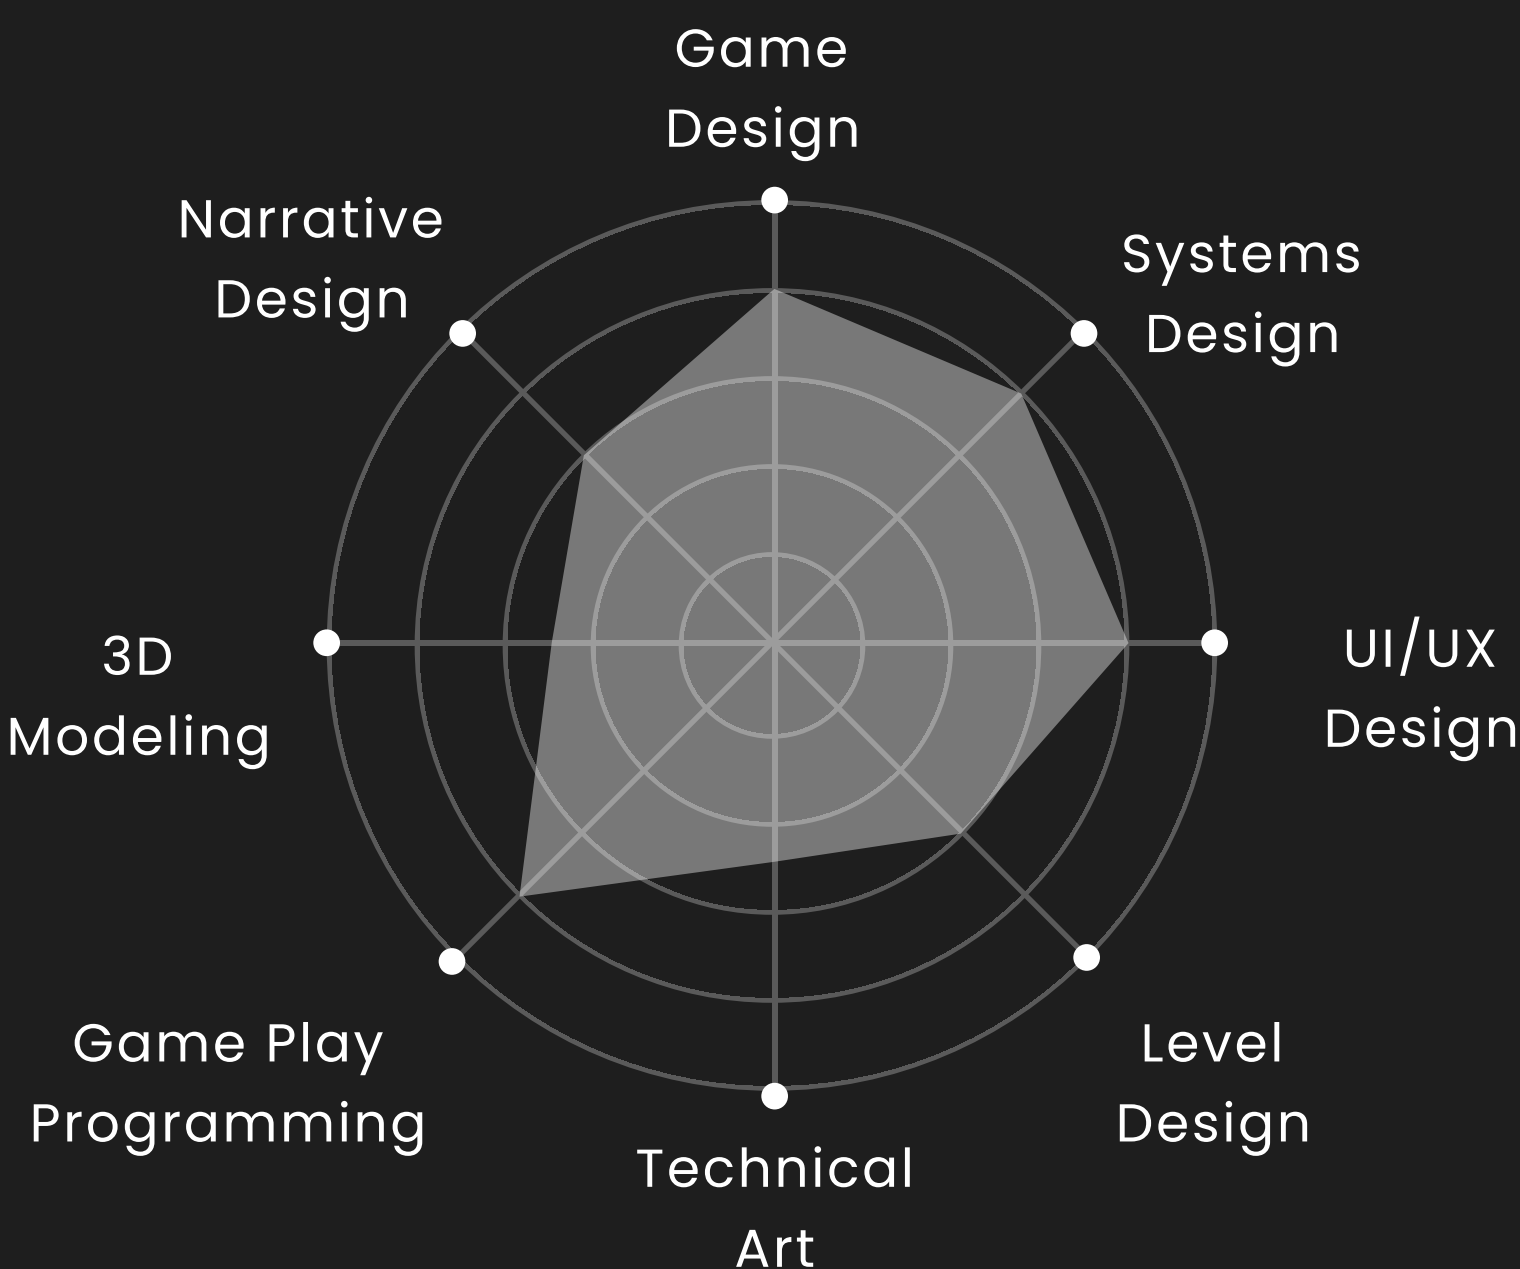 Game
Design
Narrative
Design
Systems
Design
3D
Modeling
UI/UX
Design
Game Play
Programming
Level
Design
Technical
Art